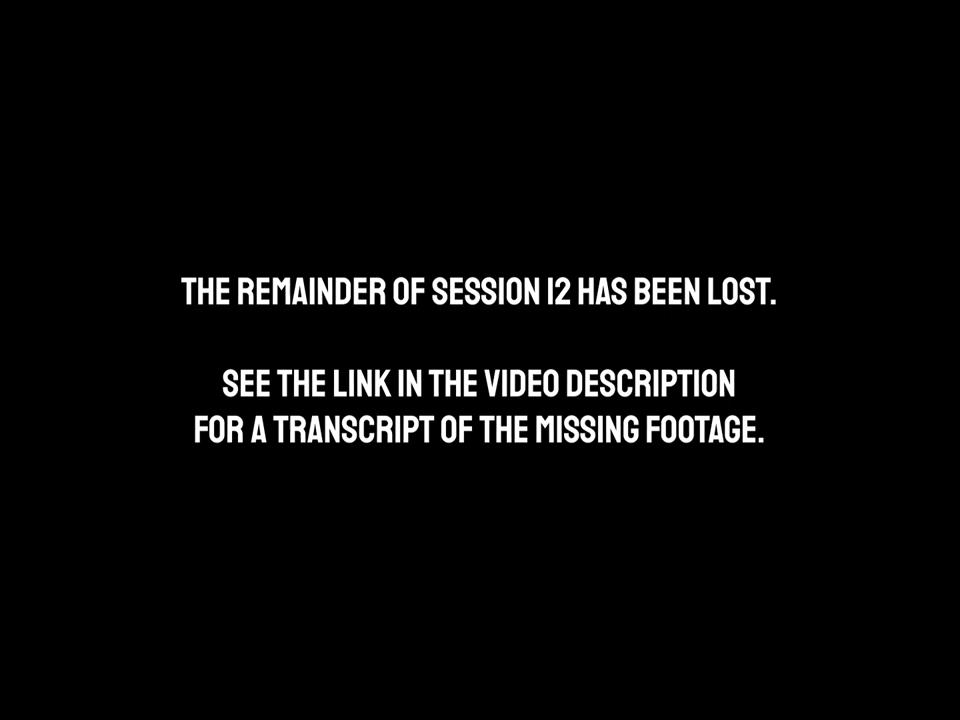 THE REMAINDER OF SESSION 12 HAS BEEN LOST.
SEE THE LINK IN THE VIDEO DESCRIPTION
FOR A TRANSCRIPT OF THE MISSING FOOTAGE.